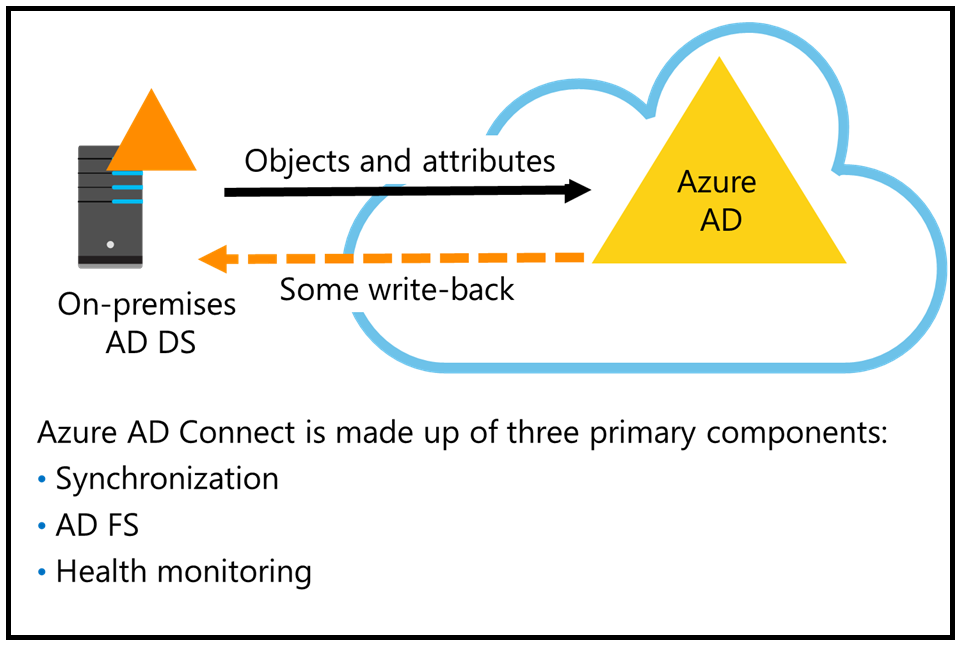 Objects and attributes
Azure
AD
Some write-back
On-premises
AD DS
Azure AD Connect is made up of three primary components:
• Synchronization
• AD FS
• Health monitoring